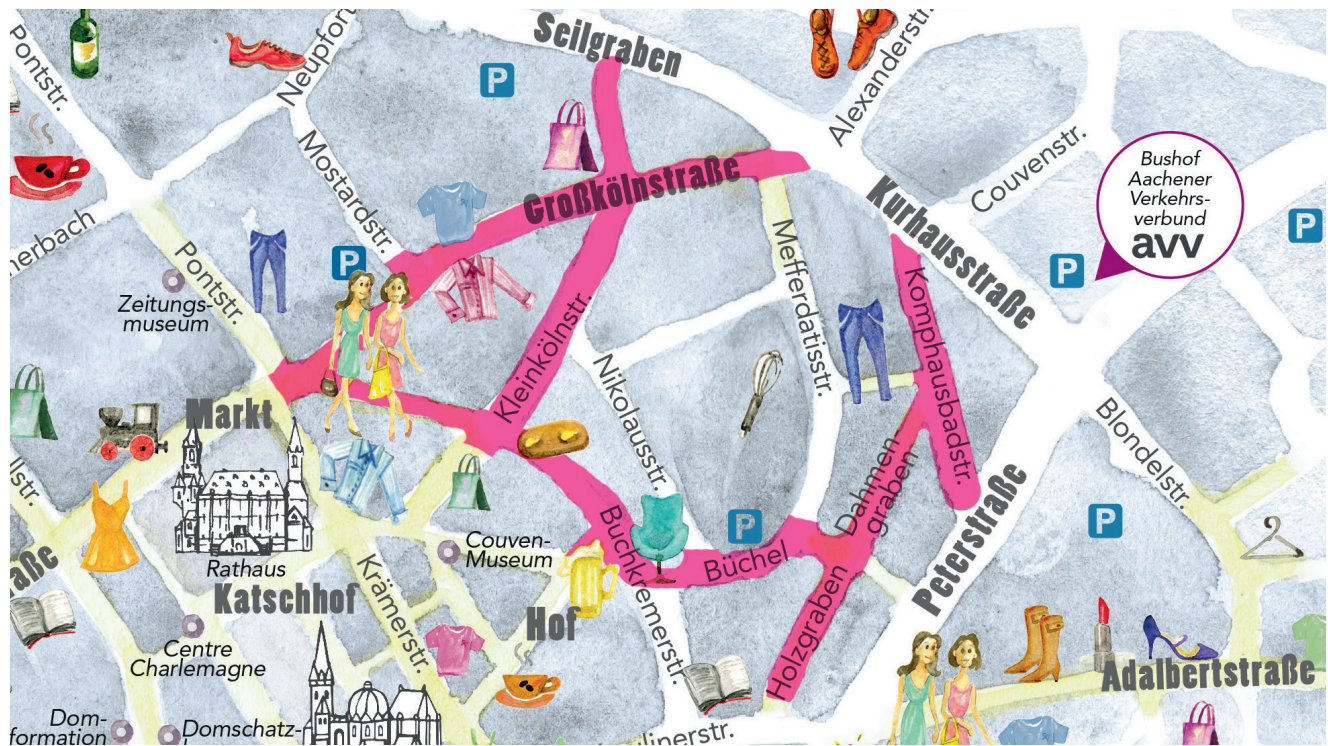 Seilgraben
Pontstr.
Neupfort
Alexanderstr.
Mostardstr.
Couvenstr.
P
Bushof
Aachener
Verkehrs-
verbund
avv
Großkölnstraße
Kurhausstraße
P
P
P
Mefferdatisstr.
Pontstr.
Zeitungs-
museum
Komphausbadstr.
Kleinkölnstr.
Nikolausstr.
Markt
Blondelstr.
Dahmen
graben
P
P
Couven-
Museum
Büchel
Buchkremerstr.
Rathaus
Katschhof
Krämerstr.
Peterstraße
Hof
Holzgraben
Centre
Charlemagne
Adalbertstraße
Dom-
formation
Domschatz-